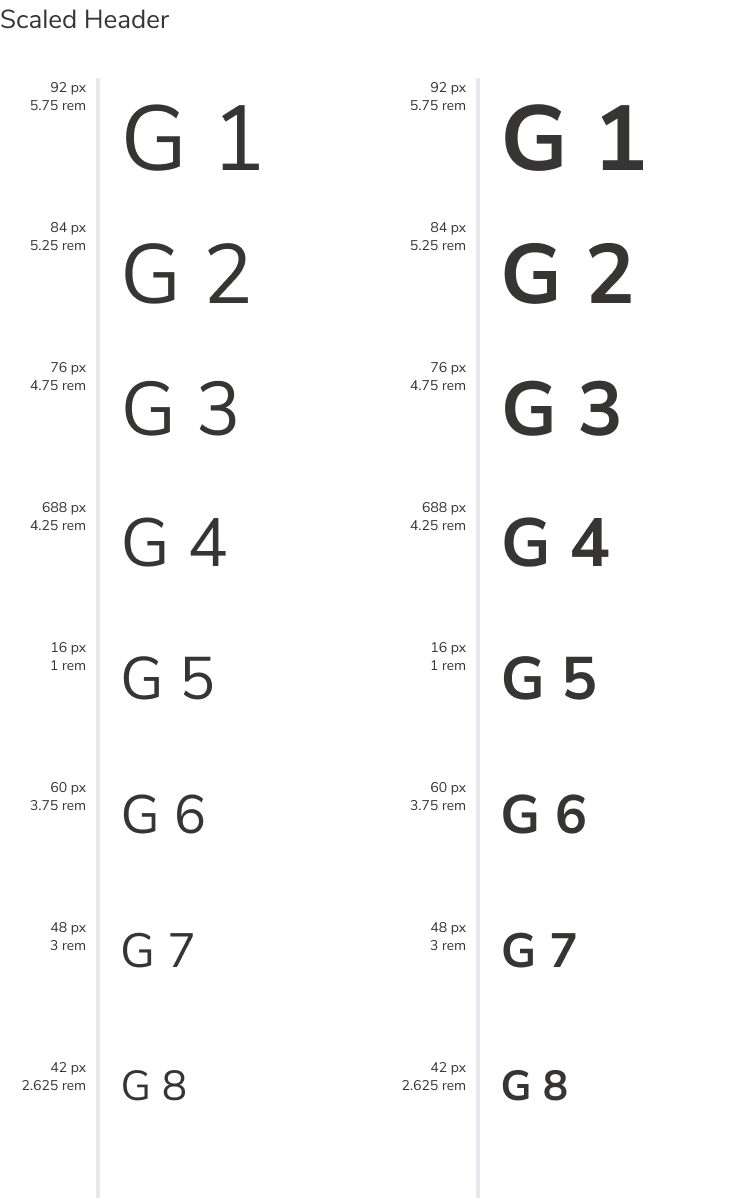 Scaled Header
92 px
5.75 rem
G 1
92 px
5.75 rem
G 1
84 px
5.25 rem
G 2
84 px
5.25 rem
G 2
76 px
4.75 rem
G 3
76 px
4.75 rem
G 3
688 px
4.25 rem
G 4
688 px
4.25 rem
G 4
16 px
1 rem
G 5
16 px
1 rem
G 5
60 px
3.75 rem
G 6
60 px
3.75 rem
G 6
48 px
3 rem
G 7
48 px
3 rem
G 7
42 px
2.625 rem
G 8
42 px
2.625 rem
G 8